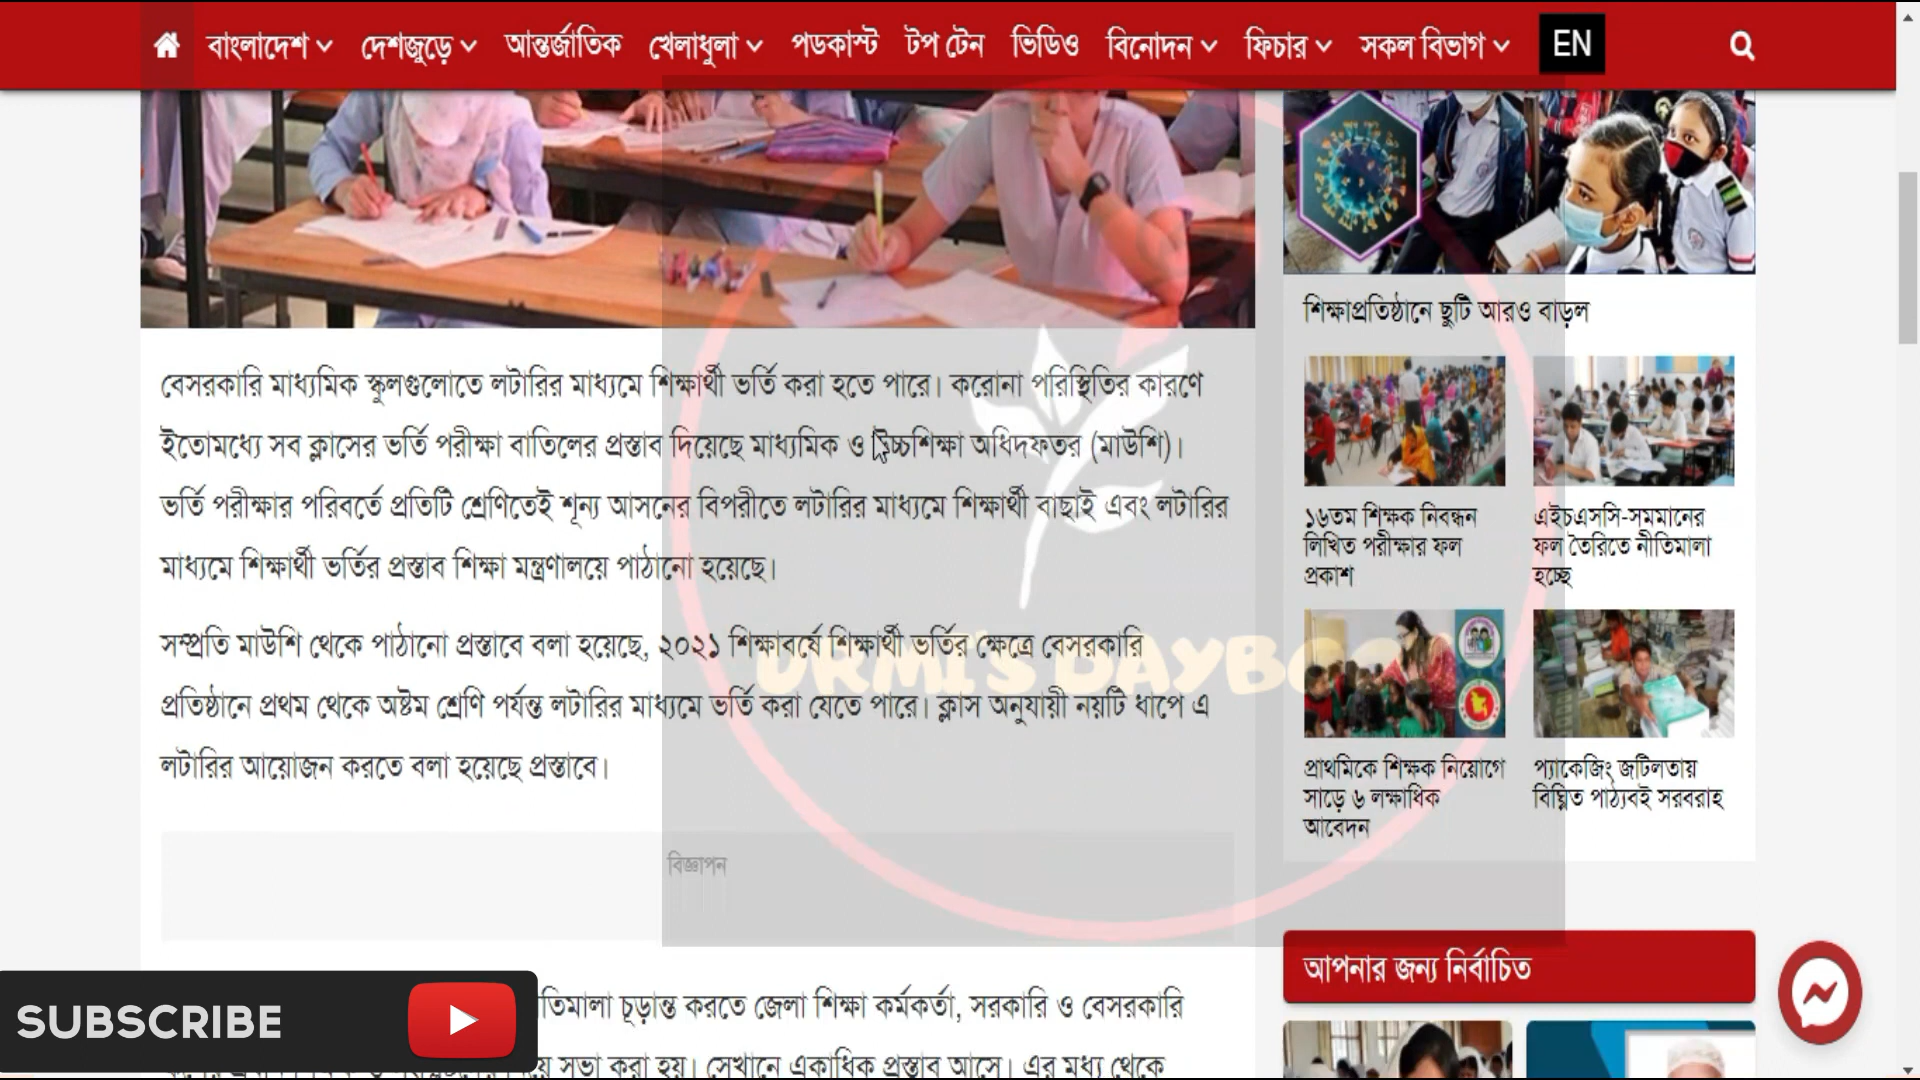 বাংলাদেশ দেশজুড়ে আন্তর্জাতিক খেলাধুলা পডকাস্ট টপ টেন ভিডিও বিনোদন ফিচার সকল বিভাগ EN
বেসরকারি মাধ্যমিক স্কুলগুলোতে লটারির মাধ্যমে শিক্ষার্থী ভর্তি করা হতে পারে। করোনা পরিস্থিতির কারণে
ইতোমধ্যে সব ক্লাসের ভর্তি পরীক্ষা বাতিলের প্রস্তাব দিয়েছে মাধ্যমিক ও উচ্চশিক্ষা অধিদফতর (মাউশি)।
ভর্তি পরীক্ষার পরিবর্তে প্রতিটি শ্রেণিতেই শূন্য আসনের বিপরীতে লটারির মাধ্যমে শিক্ষার্থী বাছাই এবং লটারির
মাধ্যমে শিক্ষার্থী ভর্তির প্রস্তাব শিক্ষা মন্ত্রণালয়ে পাঠানো হয়েছে।
সম্প্রতি মাউশি থেকে পাঠানো প্রস্তাবে বলা হয়েছে, ২০২১ শিক্ষাবর্ষে শিক্ষার্থী ভর্তির ক্ষেত্রে বেসরকারি
প্রতিষ্ঠানে প্রথম থেকে অষ্টম শ্রেণি পর্যন্ত লটারির মাধ্যমে ভর্তি করা যেতে পারে। ক্লাস অনুযায়ী নয়টি ধাপে এ
লটারির আয়োজন করতে বলা হয়েছে প্রস্তাবে।
URMI'S DAYBOOK
বিজ্ঞাপন
তিমালা চূড়ান্ত করতে জেলা শিক্ষা কর্মকর্তা, সরকারি ও বেসরকারি
সভা করা হয়। সেখানে একাধিক প্রস্তাব আসে। এর মধ্য থেকে
SUBSCRIBE
শিক্ষাপ্রতিষ্ঠানে ছুটি আরও বাড়ল
১৬তম শিক্ষক নিবন্ধন
লিখিত পরীক্ষার ফল
প্রকাশ
এইচএসসি-সমমানের
ফল তৈরিতে নীতিমালা
হচ্ছে
প্রাথমিকে শিক্ষক নিয়োগে
সাড়ে ৬ লক্ষাধিক
আবেদন
প্যাকেজিং জটিলতায়
বিঘ্নিত পাঠ্যবই সরবরাহ
আপনার জন্য নির্বাচিত